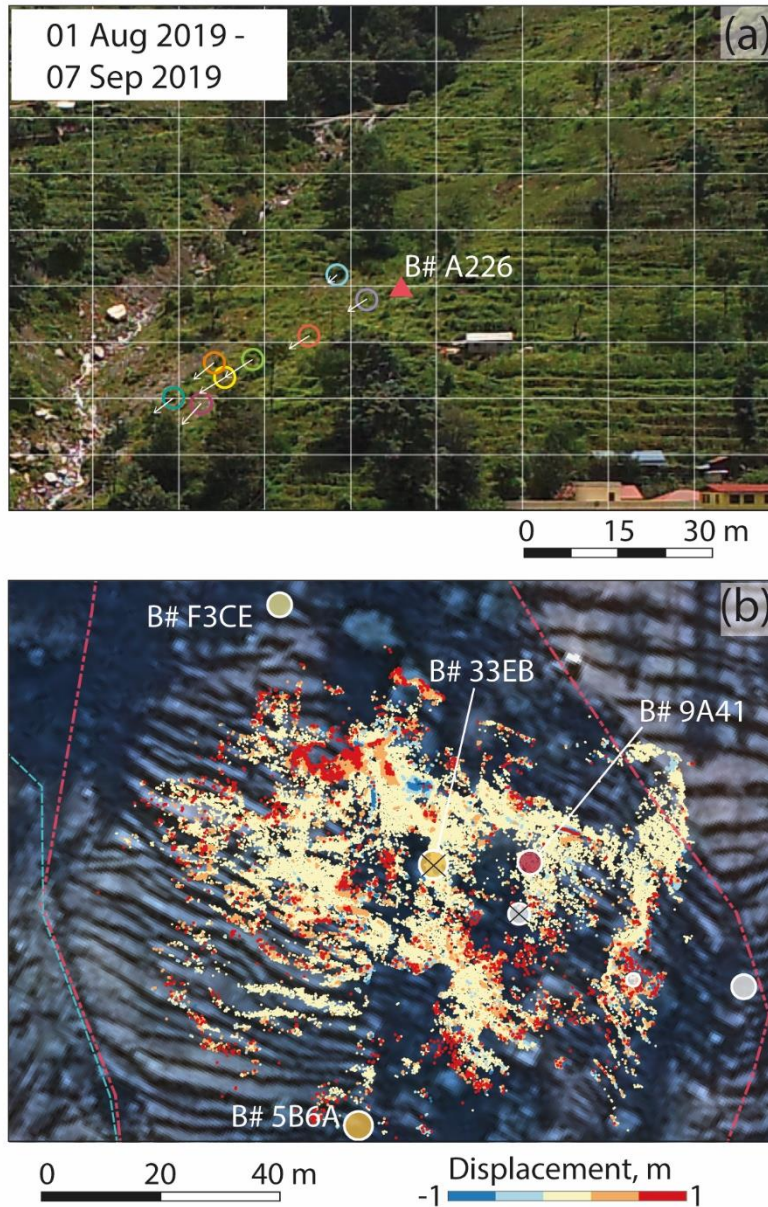 01 Aug 2019 -
07 Sep 2019
(a)
B# A226
0 15 30 m
(b)
B# F3CE
B# 33EB
B# 9A41
B# 5B6A
0 20 40 m
Displacement, m
-1 1